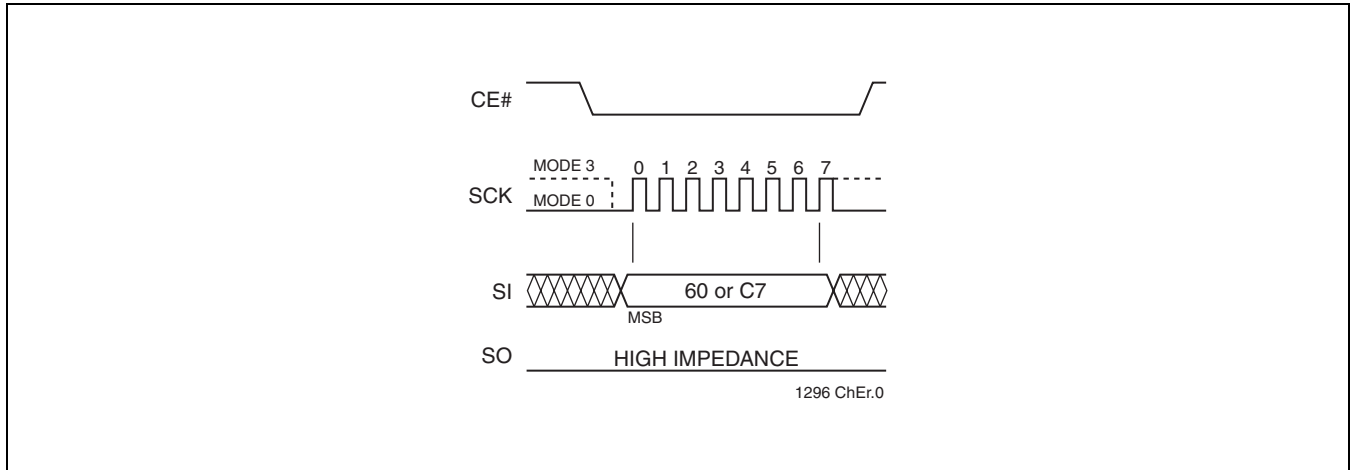 CE#
MODE 3 0 1 2 3 4 5 6 7
SCK
MODE 0
SI 60 or C7
MSB
SO HIGH IMPEDANCE
1296 ChEr.0